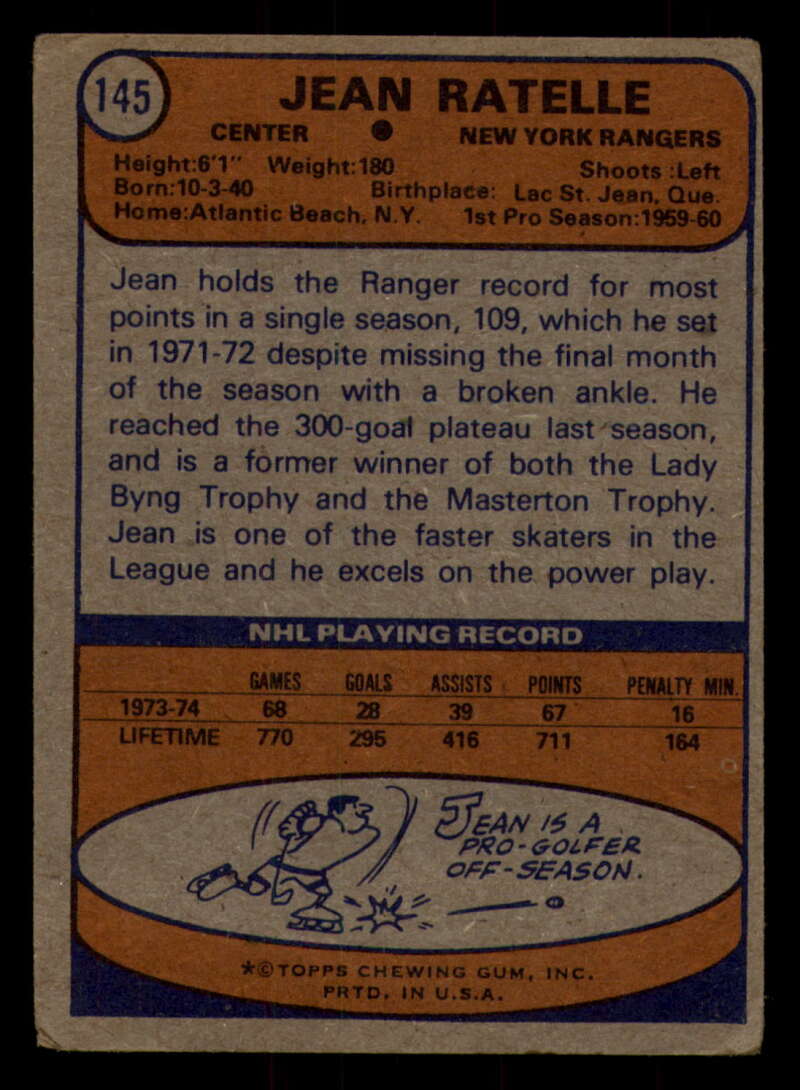 145
JEAN RATELLE
CENTER ● NEW YORK RANGERS
Height:6'1" Weight:180 Shoots :Left
Born:10-3-40 Birthplace: Lac St. Jean, Que.
Home:Atlantic Beach, N.Y. 1st Pro Season:1959-60
Jean holds the Ranger record for most
points in a single season, 109, which he set
in 1971-72 despite missing the final month
of the season with a broken ankle. He
reached the 300-goal plateau last season,
and is a former winner of both the Lady
Byng Trophy and the Masterton Trophy.
Jean is one of the faster skaters in the
League and he excels on the power play.
NHL PLAYING RECORD
GAMES GOALS ASSISTS POINTS PENALTY MIN.
1973-74 68 28 39 67 16
LIFETIME 770 295 416 711 164
JEAN IS A
PRO-GOLFER
OFF-SEASON.
*©TOPPS CHEWING GUM, INC.
PRTD. IN U.S.A.